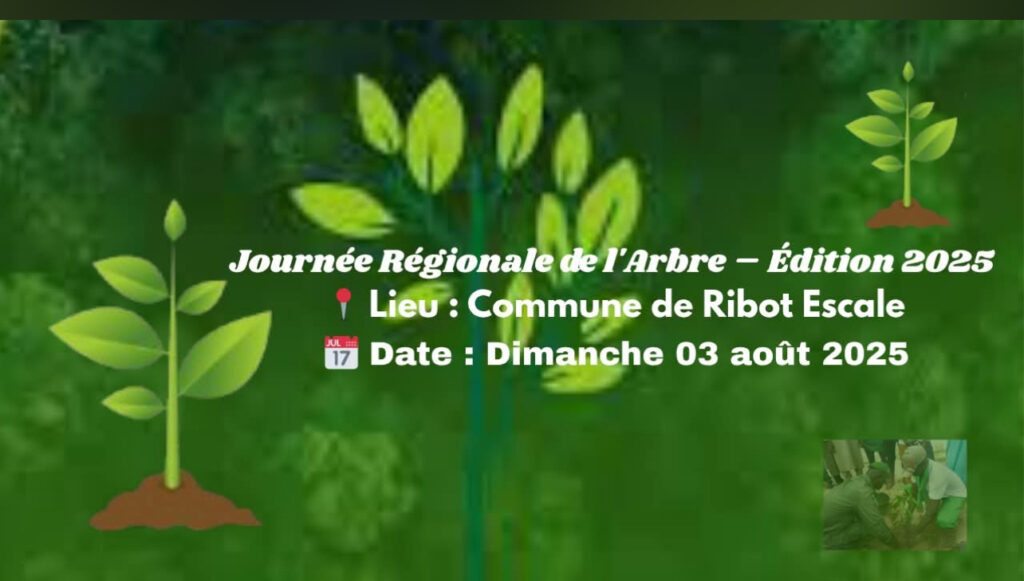 Journée Régionale de l'Arbre – Édition 2025
📍 Lieu : Commune de Ribot Escale
📅 Date : Dimanche 03 août 2025